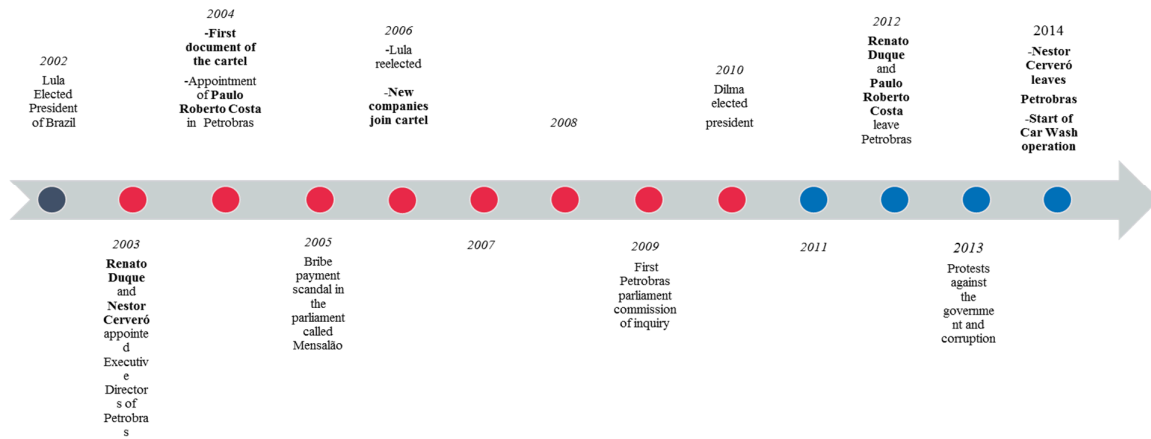 2002
Lula
Elected
President
of Brazil
2003
Renato
Duque
and
Nestor
Cerveró
appointe
d
Executiv
e
Director
s of
Petrobra
s
2004
-First
document of
the cartel
-Appointment
of Paulo
Roberto Costa
in Petrobras
2005
Bribe
payment
scandal in
the
parliament
called
Mensalão
2006
-Lula
reelected
-New
companies
join cartel
2007
2008
2009
First
Petrobras
parliament
commission
of inquiry
2010
Dilma
elected
president
2011
2012
Renato
Duque
and
Paulo
Roberto
Costa
leave
Petrobras
2013
Protests
against
the
governme
nt and
corruption
2014
-Nestor
Cerveró
leaves
Petrobras
-Start of
Car Wash
operation